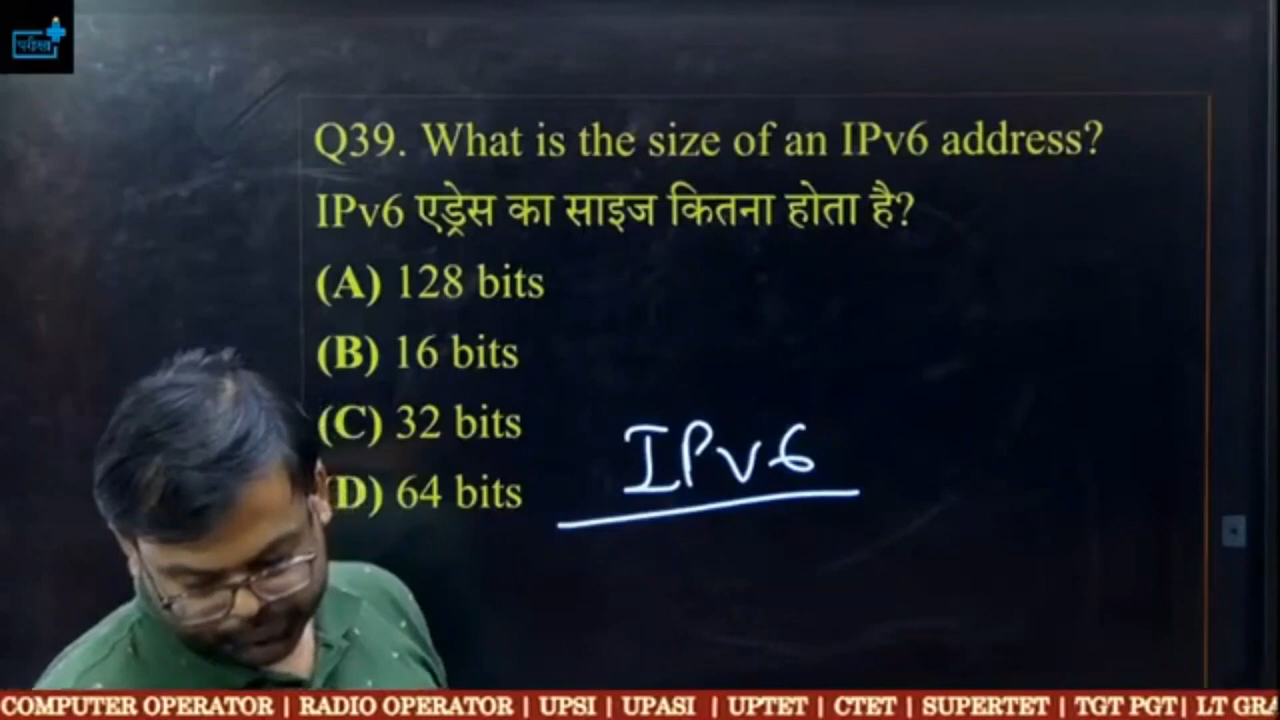 परीक्षा
Q39. What is the size of an IPv6 address?
IPv6 एड्रेस का साइज कितना होता है?
(A) 128 bits
(B) 16 bits
(C) 32 bits
(D) 64 bits
IPv6
COMPUTER OPERATOR | RADIO OPERATOR | UPSI | UPASI | UPTET | CTET | SUPERTET | TGT PGT| LT GRA